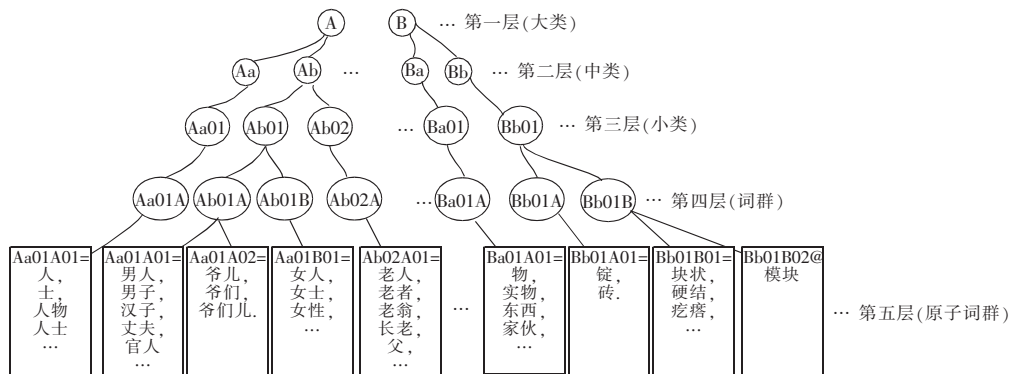 A B … 第一层(大类)
Aa Ab … Ba Bb … 第二层(中类)
Aa01 Ab01 Ab02 … Ba01 Bb01 … 第三层(小类)
Aa01A Ab01A Ab01B Ab02A … Ba01A Bb01A Bb01B … 第四层(词群)
Aa01A01=
人,
士,
人物
人士
…
Aa01A01=
男人,
男子,
汉子,
丈夫,
官人
…
Aa01A02=
爷儿,
爷们,
爷们儿.
Aa01B01=
女人,
女士,
女性,
…
Ab02A01=
老人,
老者,
老翁,
长老,
父,
…
…
Ba01A01=
物,
实物,
东西,
家伙,
…
Bb01A01=
锭,
砖.
Bb01B01=
块状,
硬结,
疙瘩,
…
Bb01B02@
模块
… 第五层(原子词群)